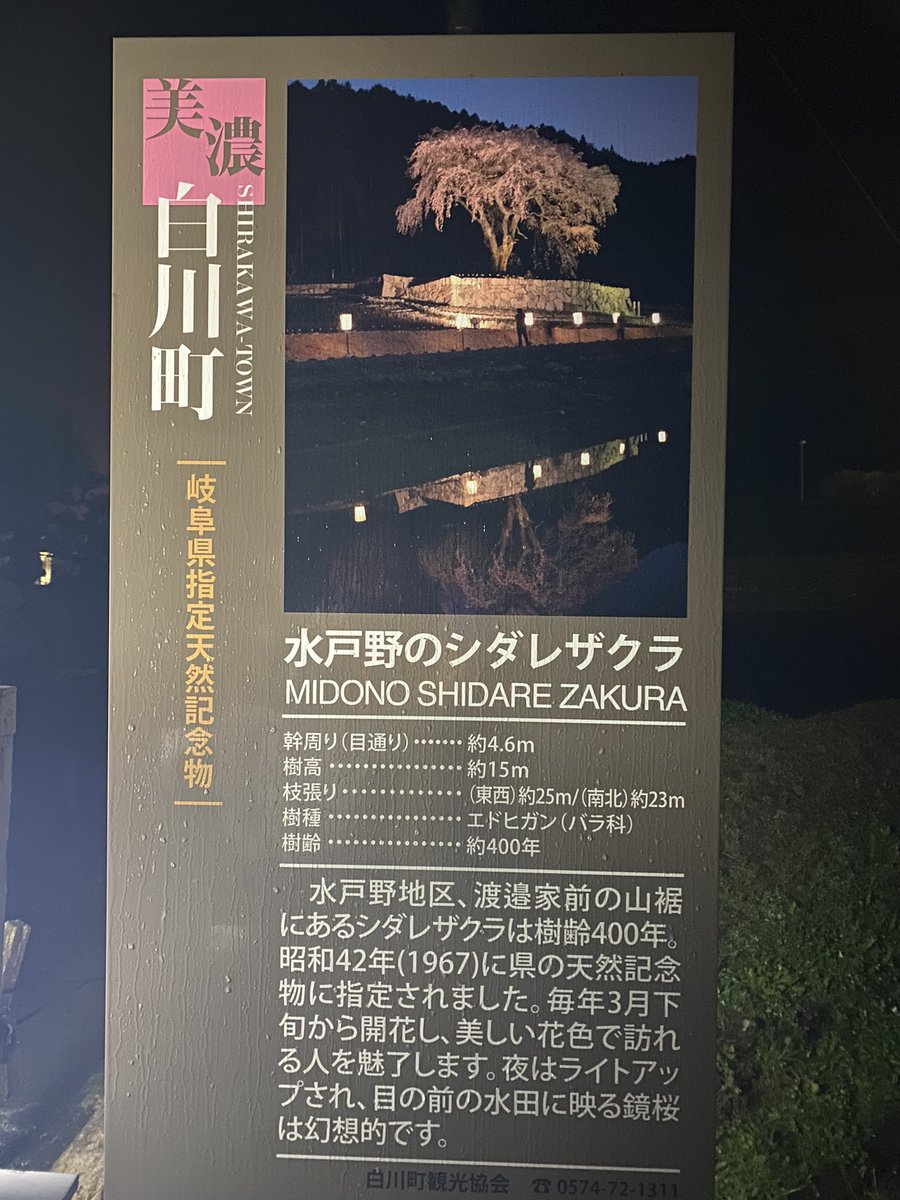 美濃
白川町
SHIRAKAWA-TOWN
岐阜県指定天然記念物
水戸野のシダレザクラ
MIDONO SHIDARE ZAKURA
幹周り(目通り)‥‥‥約4.6m
樹高‥‥‥‥‥‥‥‥約15m
枝張り‥‥‥‥‥‥‥(東西)約25m/(南北)約23m
樹種‥‥‥‥‥‥‥‥エドヒガン(バラ科)
樹齢‥‥‥‥‥‥‥‥約400年
水戸野地区、渡邉家前の山裾
にあるシダレザクラは樹齢400年。
昭和42年(1967)に県の天然記念
物に指定されました。毎年3月下
旬から開花し、美しい花色で訪れ
る人を魅了します。夜はライトアッ
プされ、目の前の水田に映る鏡桜
は幻想的です。
白川町観光協会 ☎0574-72-1311